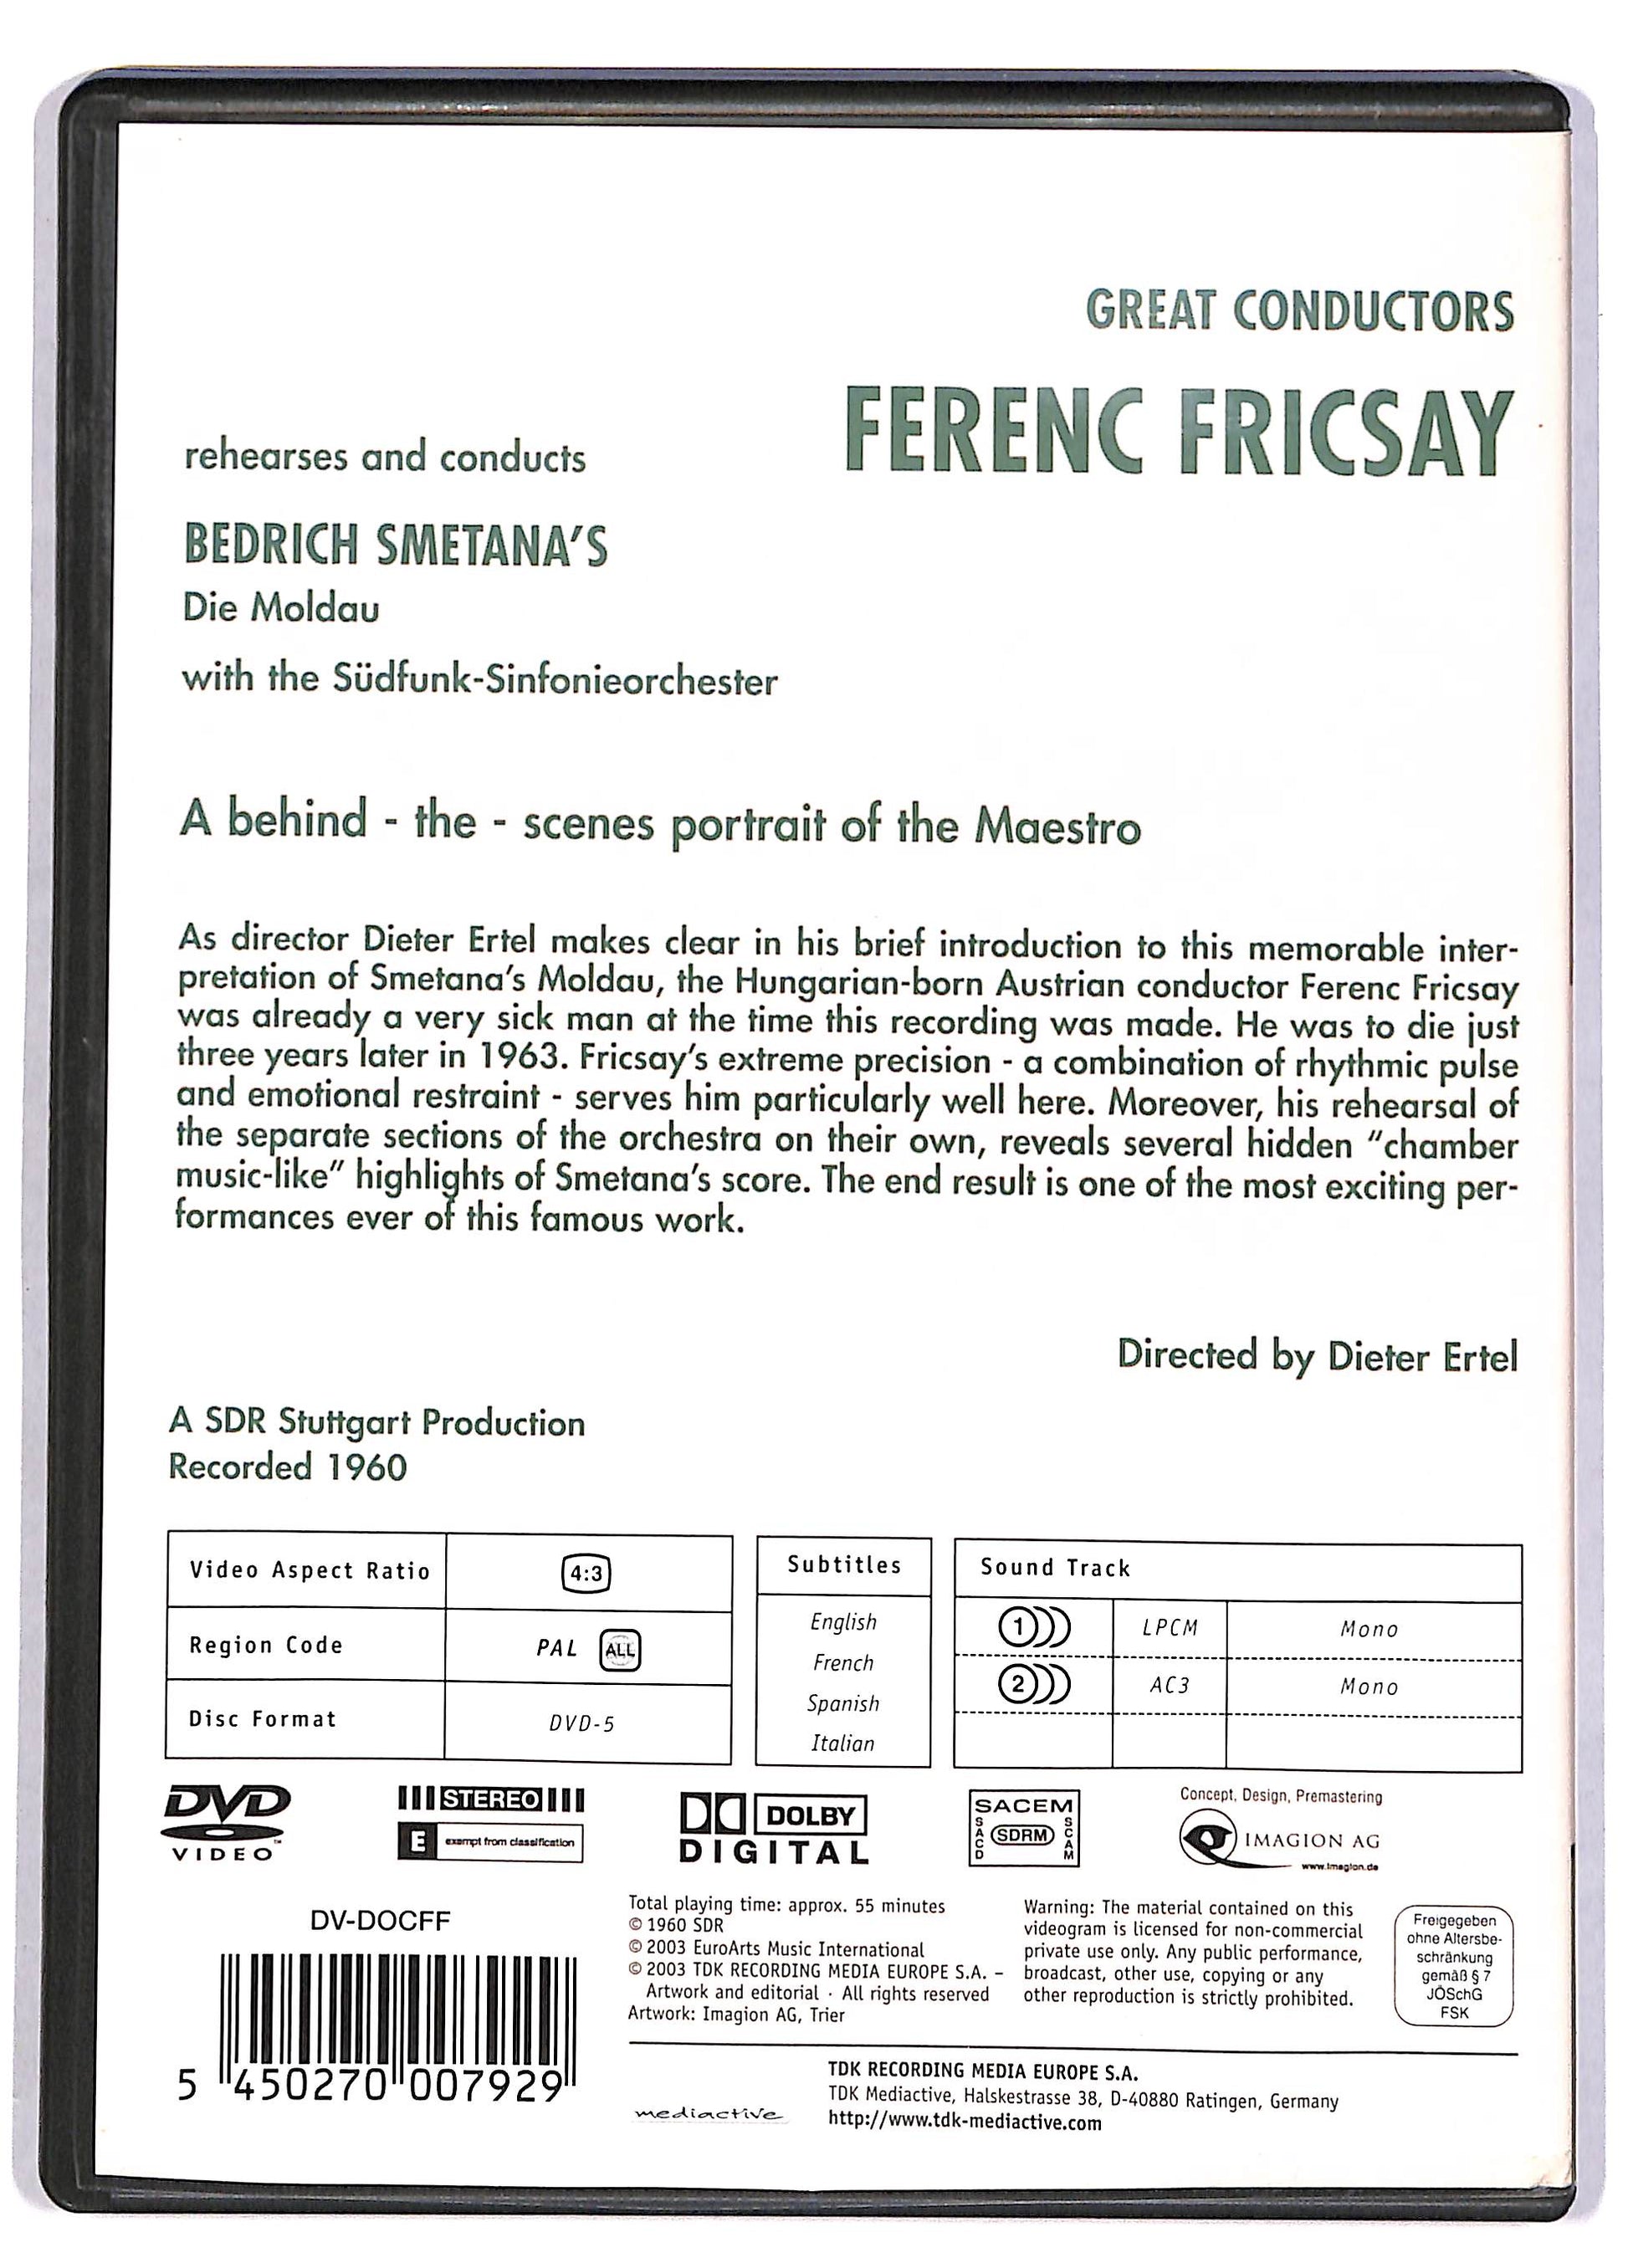 GREAT CONDUCTORS
FERENC FRICSAY
rehearses and conducts
BEDRICH SMETANA'S
Die Moldau
with the Südfunk-Sinfonieorchester
A behind - the - scenes portrait of the Maestro
As director Dieter Ertel makes clear in his brief introduction to this memorable inter-
pretation of Smetana's Moldau, the Hungarian-born Austrian conductor Ferenc Fricsay
was already a very sick man at the time this recording was made. He was to die just
three years later in 1963. Fricsay's extreme precision - a combination of rhythmic pulse
and emotional restraint - serves him particularly well here. Moreover, his rehearsal of
the separate sections of the orchestra on their own, reveals several hidden "chamber
music-like" highlights of Smetana's score. The end result is one of the most exciting per-
formances ever of this famous work.
Directed by Dieter Ertel
A SDR Stuttgart Production
Recorded 1960
Video Aspect Ratio 4:3
Region Code PAL ALL
Disc Format DVD-5
Subtitles
English
French
Spanish
Italian
Sound Track
1 LPCM Mono
2 AC3 Mono
DVD
VIDEO
STEREO
E exempt from classification
DOLBY
DIGITAL
SACEM
SACD
SDRM
SCAM
Concept, Design, Premastering
IMAGION AG
www.imagion.de
DV-DOCFF
5 450270 007929
Total playing time: approx. 55 minutes
© 1960 SDR
© 2003 EuroArts Music International
© 2003 TDK RECORDING MEDIA EUROPE S.A. –
Artwork and editorial · All rights reserved
Artwork: Imagion AG, Trier
Warning: The material contained on this
videogram is licensed for non-commercial
private use only. Any public performance,
broadcast, other use, copying or any
other reproduction is strictly prohibited.
Freigegeben
ohne Altersbe-
schränkung
gemäß § 7
JÖSchG
FSK
mediactive
TDK RECORDING MEDIA EUROPE S.A.
TDK Mediactive, Halskestrasse 38, D-40880 Ratingen, Germany
http://www.tdk-mediactive.com